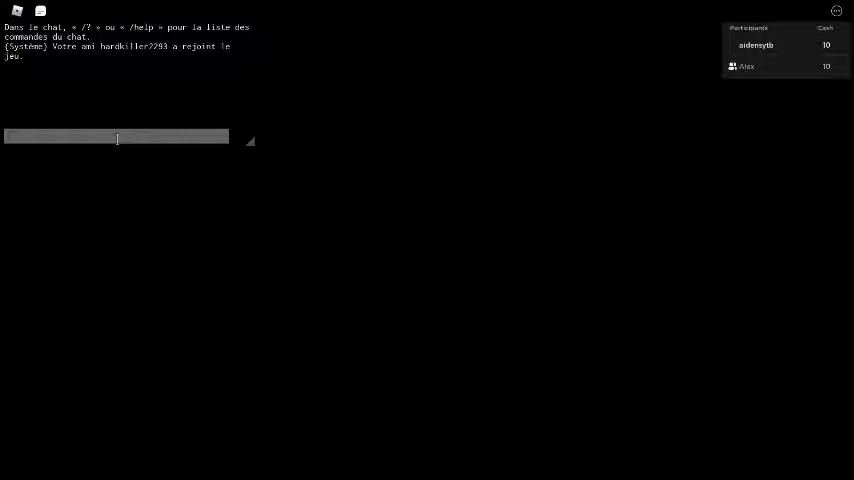 Dans le chat, « /? » ou « /help » pour la liste des
commandes du chat.
{Système} Votre ami hardkiller2293 a rejoint le
jeu.
Participants Cash
aidensytb 10
Alex 10